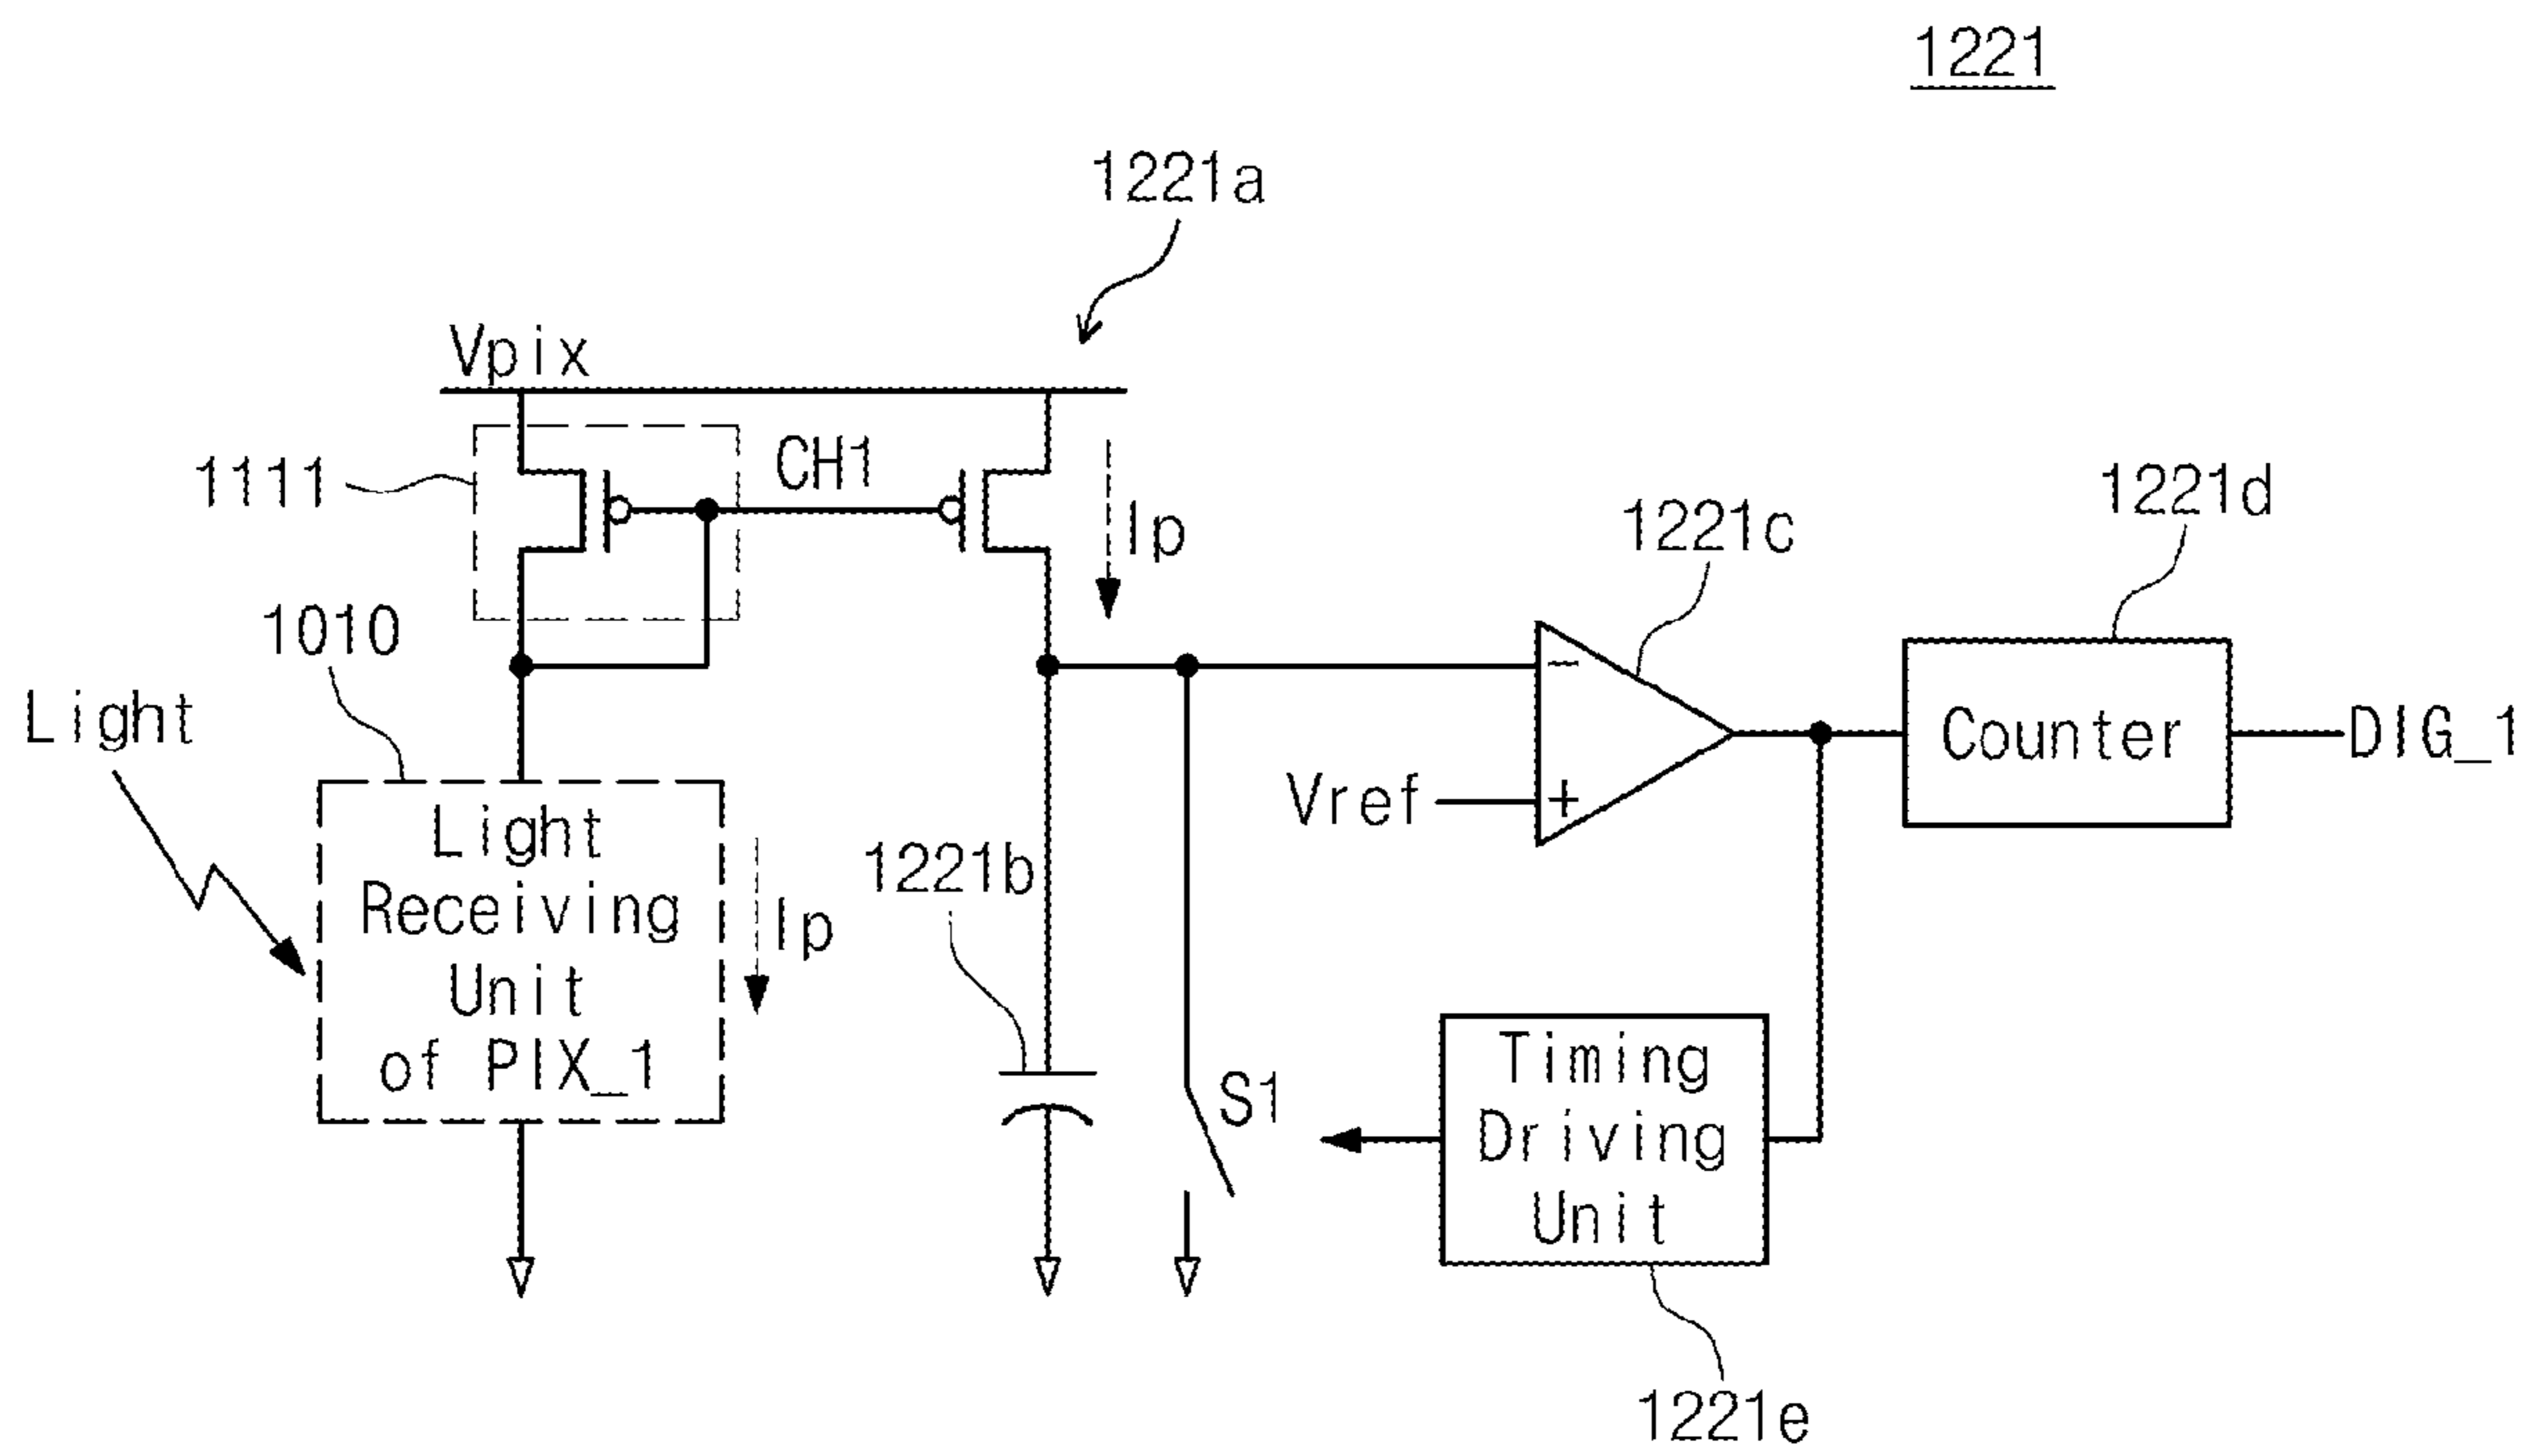 1221
1221a
Vpix
CH1
1111
Ip
1221c
1221d
1010
Light
−
Counter
DIG_1
Vref
+
Light
Receiving
Unit
of PIX_1
Ip
1221b
S1
Timing
Driving
Unit
1221e